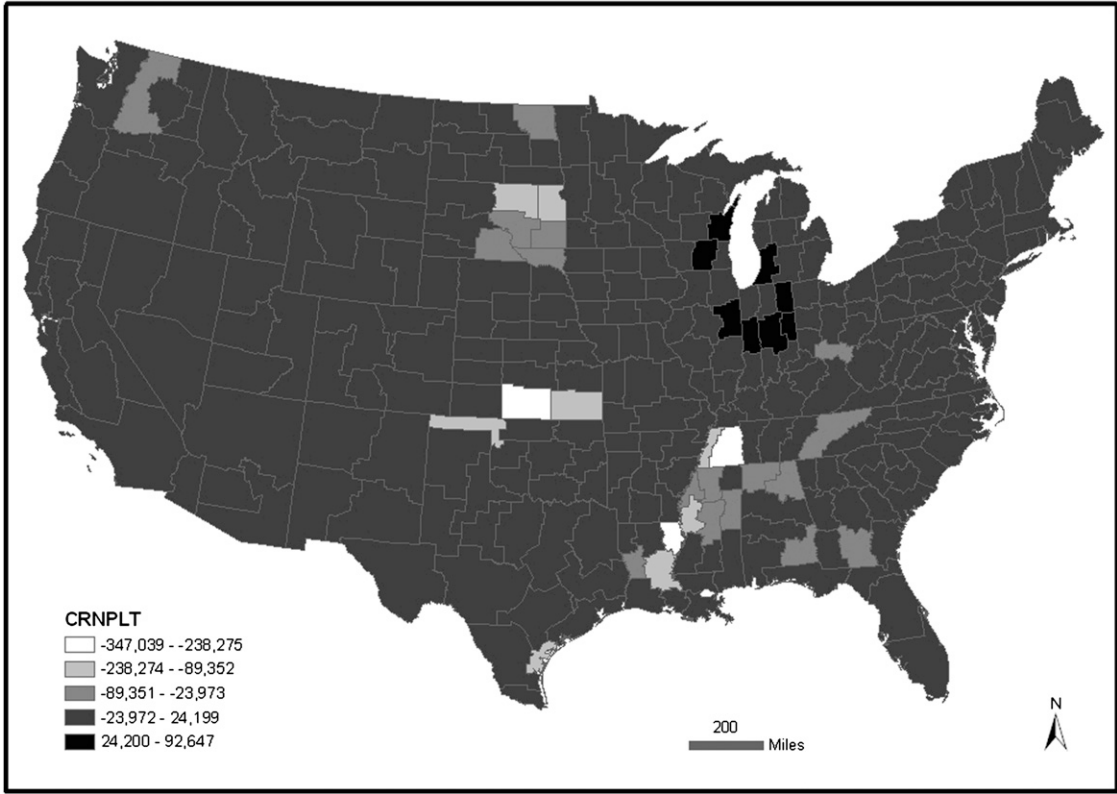 CRNPLT
-347,039 - -238,275
-238,274 - -89,352
-89,351 - -23,973
-23,972 - 24,199
24,200 - 92,647
200
Miles
N